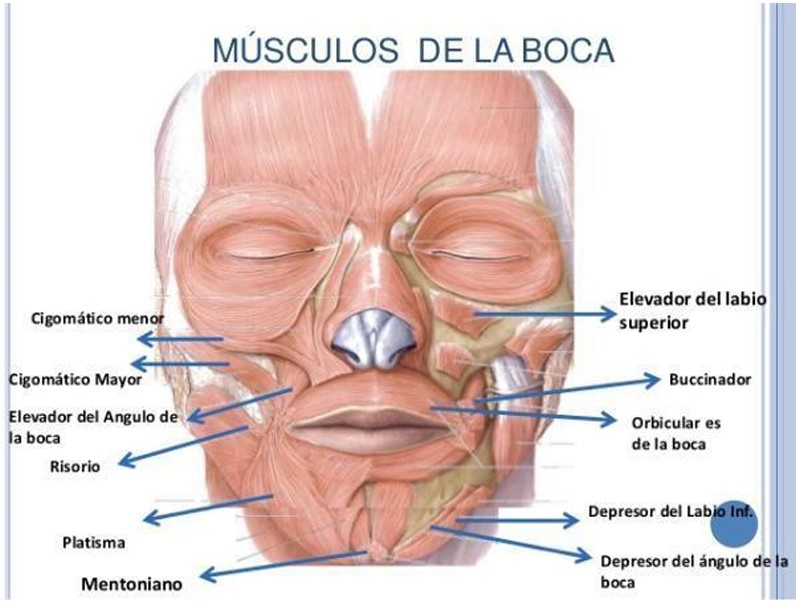 MÚSCULOS DE LA BOCA
Cigomático menor
Cigomático Mayor
Elevador del Angulo de
la boca
Risorio
Platisma
Mentoniano
Elevador del labio
superior
Buccinador
Orbicular es
de la boca
Depresor del Labio Inf.
Depresor del ángulo de la
boca